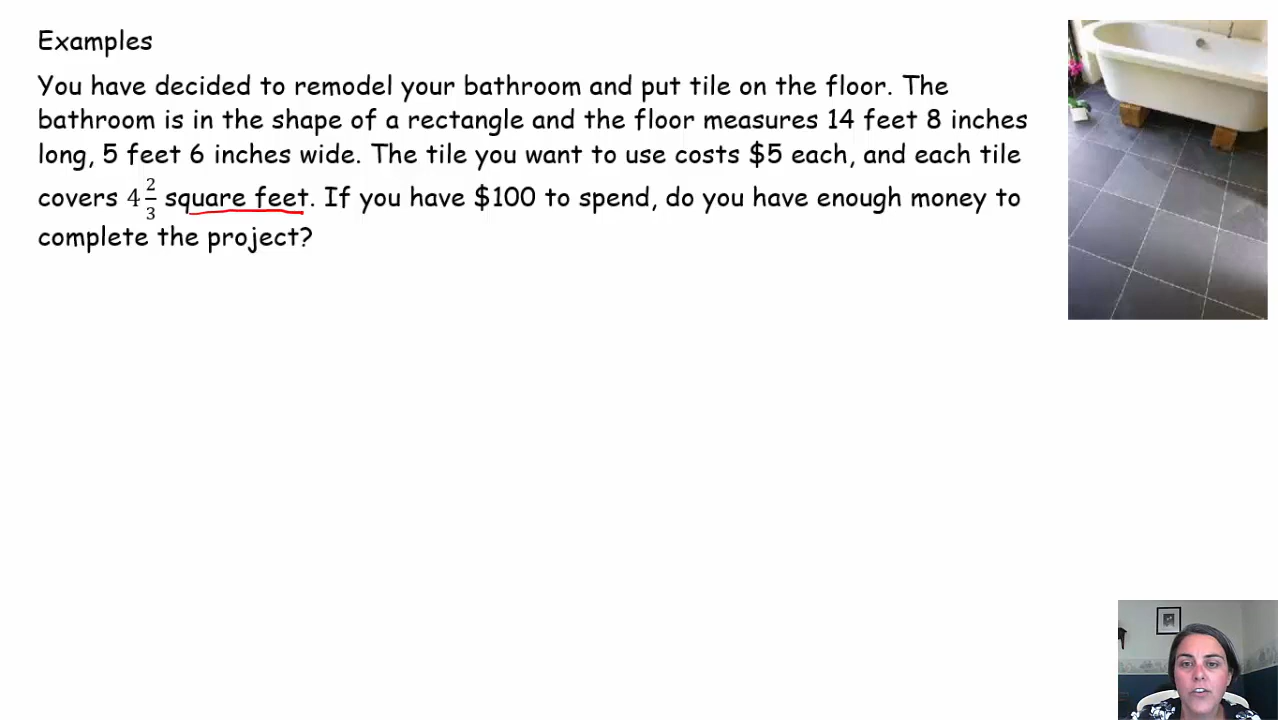 Examples
You have decided to remodel your bathroom and put tile on the floor. The
bathroom is in the shape of a rectangle and the floor measures 14 feet 8 inches
long, 5 feet 6 inches wide. The tile you want to use costs $5 each, and each tile
covers 4 2/3 square feet. If you have $100 to spend, do you have enough money to
complete the project?